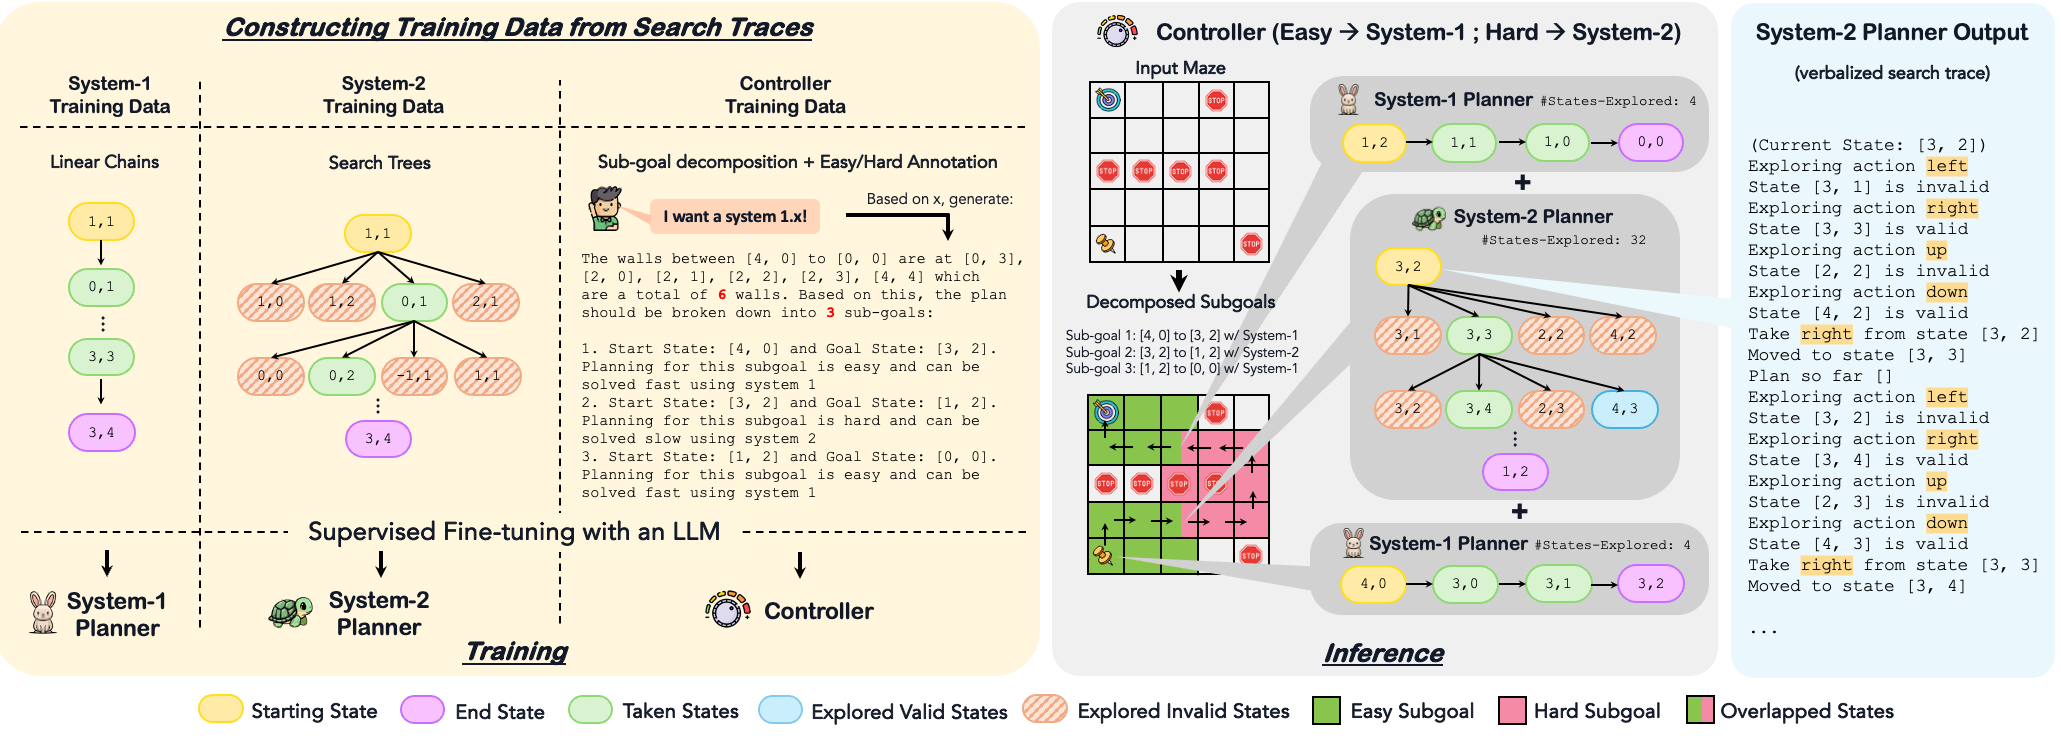 Constructing Training Data from Search Traces
System-1
Training Data
System-2
Training Data
Controller
Training Data
Linear Chains
1,1
0,1
3,3
3,4
Search Trees
1,1
1,0
1,2
0,1
2,1
0,0
0,2
-1,1
1,1
3,4
Sub-goal decomposition + Easy/Hard Annotation
I want a system 1.x!
Based on x, generate:
The walls between [4, 0] to [0, 0] are at [0, 3],
[2, 0], [2, 1], [2, 2], [2, 3], [4, 4] which
are a total of 6 walls. Based on this, the plan
should be broken down into 3 sub-goals:
1. Start State: [4, 0] and Goal State: [3, 2].
Planning for this subgoal is easy and can be
solved fast using system 1
2. Start State: [3, 2] and Goal State: [1, 2].
Planning for this subgoal is hard and can be
solved slow using system 2
3. Start State: [1, 2] and Goal State: [0, 0].
Planning for this subgoal is easy and can be
solved fast using system 1
Supervised Fine-tuning with an LLM
System-1
Planner
System-2
Planner
Controller
Training
Controller (Easy → System-1 ; Hard → System-2)
Input Maze
STOP
STOP
STOP
STOP
STOP
STOP
Decomposed Subgoals
Sub-goal 1: [4, 0] to [3, 2] w/ System-1
Sub-goal 2: [3, 2] to [1, 2] w/ System-2
Sub-goal 3: [1, 2] to [0, 0] w/ System-1
STOP
STOP
STOP
STOP
STOP
STOP
System-1 Planner #States-Explored: 4
1,2
1,1
1,0
0,0
+
System-2 Planner
#States-Explored: 32
3,2
3,1
3,3
2,2
4,2
3,2
3,4
2,3
4,3
1,2
+
System-1 Planner #States-Explored: 4
4,0
3,0
3,1
3,2
Inference
System-2 Planner Output
(verbalized search trace)
(Current State: [3, 2])
Exploring action left
State [3, 1] is invalid
Exploring action right
State [3, 3] is valid
Exploring action up
State [2, 2] is invalid
Exploring action down
State [4, 2] is valid
Take right from state [3, 2]
Moved to state [3, 3]
Plan so far []
Exploring action left
State [3, 2] is invalid
Exploring action right
State [3, 4] is valid
Exploring action up
State [2, 3] is invalid
Exploring action down
State [4, 3] is valid
Take right from state [3, 3]
Moved to state [3, 4]
...
Starting State
End State
Taken States
Explored Valid States
Explored Invalid States
Easy Subgoal
Hard Subgoal
Overlapped States